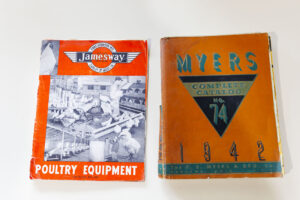 Jamesway
POULTRY EQUIPMENT
MYERS
COMPLETE
CATALOG
NO.
74
1942